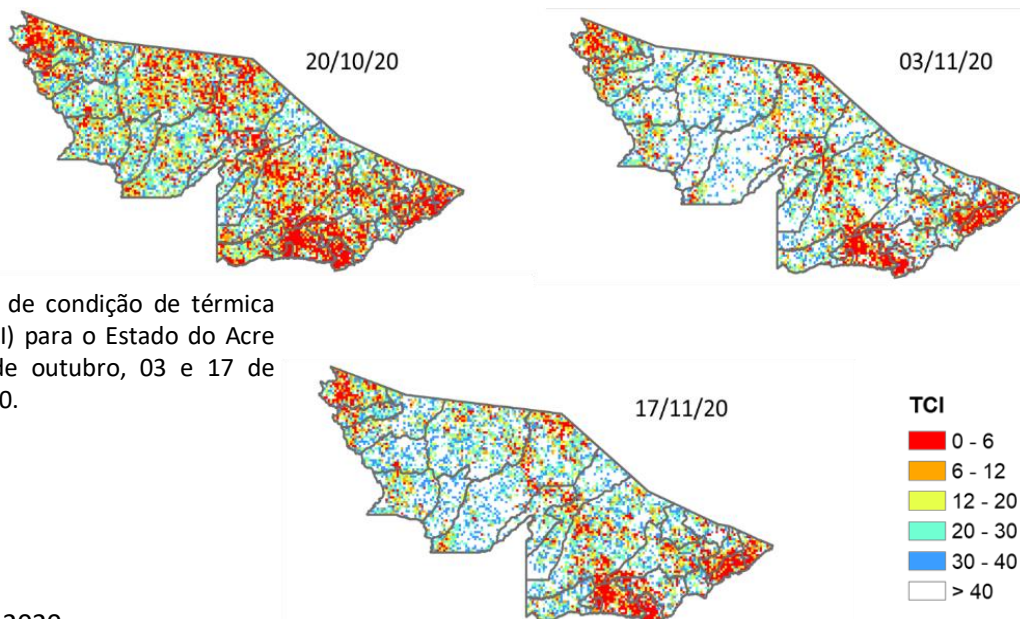 20/10/20
03/11/20
de condição de térmica
I) para o Estado do Acre
de outubro, 03 e 17 de
0.
17/11/20
TCI
0 - 6
6 - 12
12 - 20
20 - 30
30 - 40
> 40